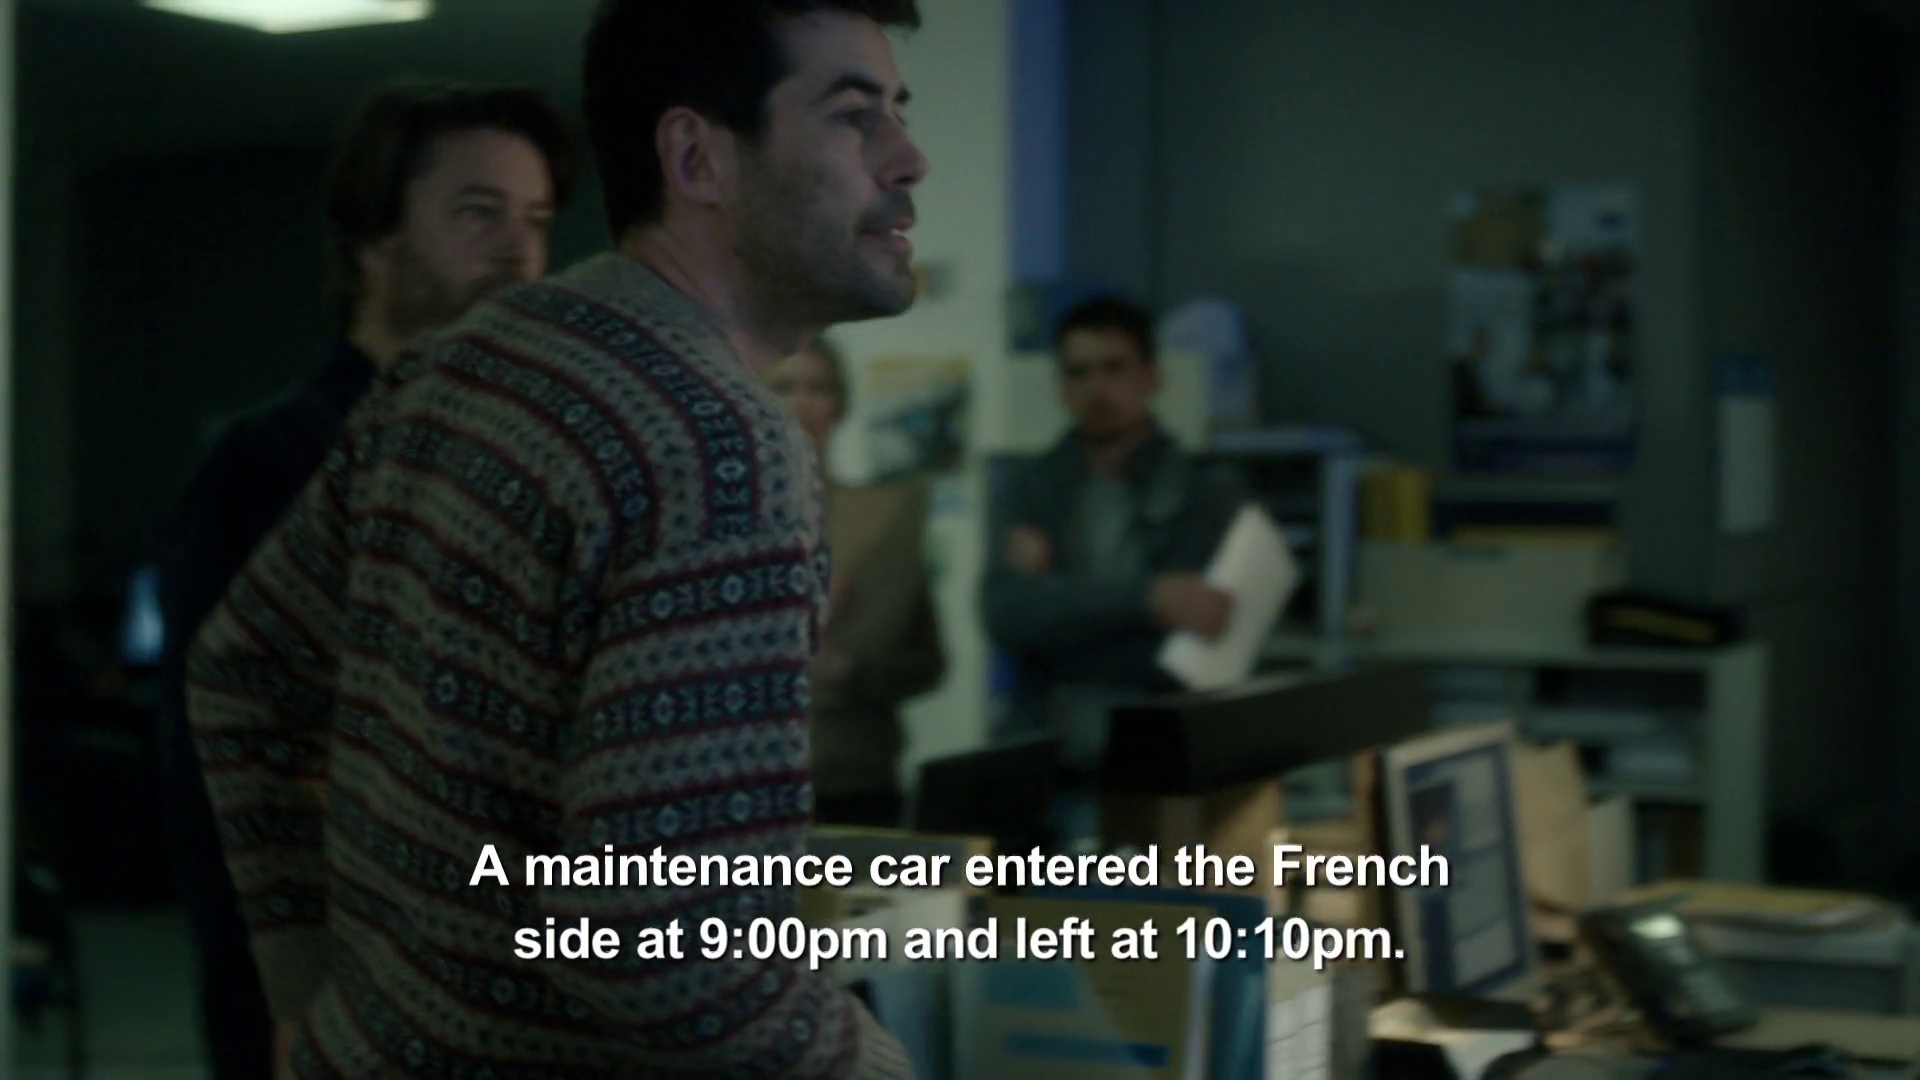 A maintenance car entered the French
side at 9:00pm and left at 10:10pm.